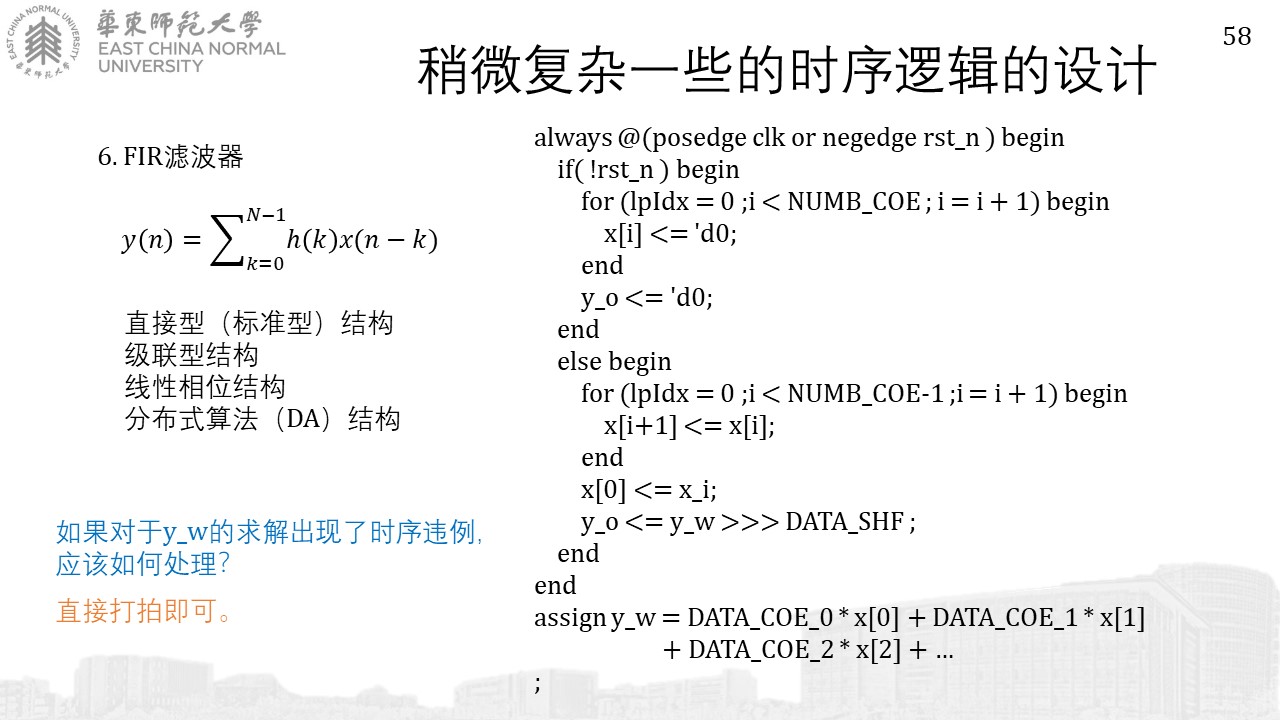 華東師範大學
EAST CHINA NORMAL
UNIVERSITY
EAST CHINA NORMAL UNIVERSITY
華東師範大學
58
稍微复杂一些的时序逻辑的设计
6. FIR滤波器
y(n) = ∑_{k=0}^{N−1} h(k)x(n − k)
直接型（标准型）结构
级联型结构
线性相位结构
分布式算法（DA）结构
如果对于y_w的求解出现了时序违例,
应该如何处理?
直接打拍即可。
always @(posedge clk or negedge rst_n ) begin
if( !rst_n ) begin
for (lpIdx = 0 ;i < NUMB_COE ; i = i + 1) begin
x[i] <= 'd0;
end
y_o <= 'd0;
end
else begin
for (lpIdx = 0 ;i < NUMB_COE-1 ;i = i + 1) begin
x[i+1] <= x[i];
end
x[0] <= x_i;
y_o <= y_w >>> DATA_SHF ;
end
end
assign y_w = DATA_COE_0 * x[0] + DATA_COE_1 * x[1]
+ DATA_COE_2 * x[2] + ...
;